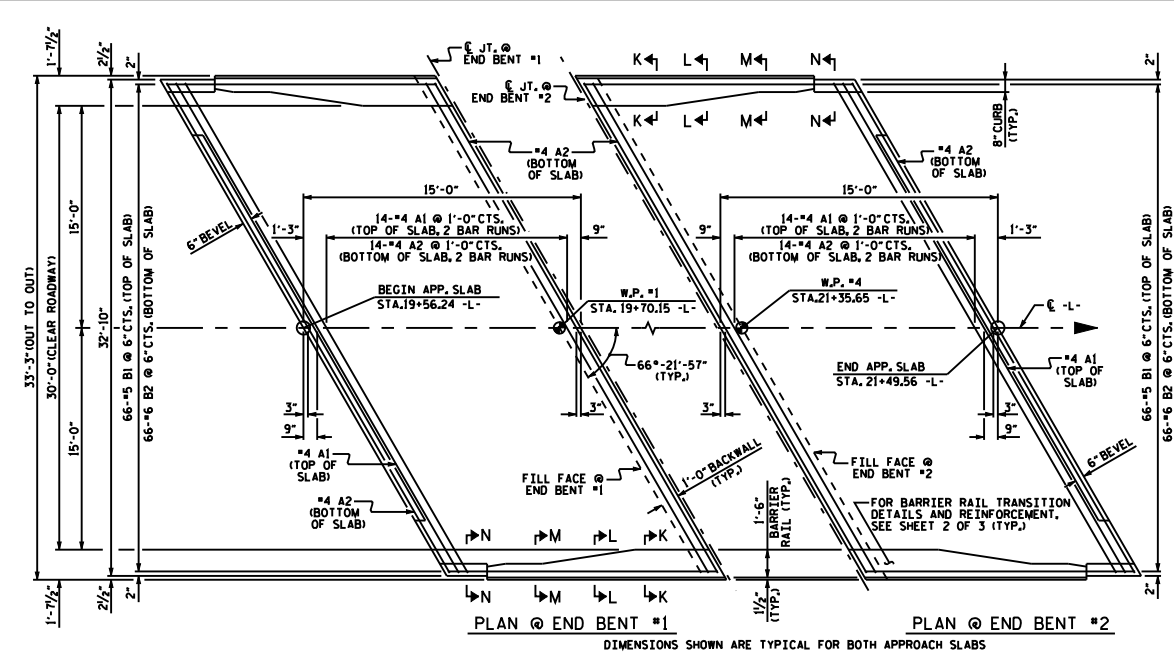 ℄ JT. @
END BENT #1
℄ JT. @
END BENT #2
K L M N
K L M N
1'-7½"
2½"
2"
33'-3"(OUT TO OUT)
30'-0"(CLEAR ROADWAY)
15'-0"
15'-0"
32'-10"
66-#5 B1 @ 6"CTS.(TOP OF SLAB)
66-#6 B2 @ 6"CTS.(BOTTOM OF SLAB)
1'-7½"
2½"
2"
#4 A2
(BOTTOM
OF SLAB)
15'-0"
14-#4 A1 @ 1'-0"CTS.
(TOP OF SLAB, 2 BAR RUNS)
14-#4 A2 @ 1'-0"CTS.
(BOTTOM OF SLAB, 2 BAR RUNS)
1'-3"
9"
6"BEVEL
BEGIN APP. SLAB
STA.19+56.24 -L-
W.P. #1
STA. 19+70.15 -L-
66°-21'-57"
(TYP.)
3"
9"
3"
#4 A1
(TOP OF
SLAB)
#4 A2
(BOTTOM
OF SLAB)
FILL FACE @
END BENT #1
1'-0"BACKWALL
(TYP.)
N M L K
N M L K
PLAN @ END BENT #1
2"
8"CURB
(TYP.)
#4 A2
(BOTTOM
OF SLAB)
15'-0"
14-#4 A1 @ 1'-0"CTS.
(TOP OF SLAB, 2 BAR RUNS)
14-#4 A2 @ 1'-0"CTS.
(BOTTOM OF SLAB, 2 BAR RUNS)
9"
1'-3"
W.P. #4
STA.21+35.65 -L-
℄ -L-
END APP. SLAB
STA. 21+49.56 -L-
#4 A1
(TOP OF
SLAB)
3"
3"
9"
6"BEVEL
FILL FACE @
END BENT #2
FOR BARRIER RAIL TRANSITION
DETAILS AND REINFORCEMENT,
SEE SHEET 2 OF 3 (TYP.)
1'-6"
BARRIER
RAIL (TYP.)
1½"
(TYP.)
66-#5 B1 @ 6"CTS.(TOP OF SLAB)
66-#6 B2 @ 6"CTS.(BOTTOM OF SLAB)
2"
PLAN @ END BENT #2
DIMENSIONS SHOWN ARE TYPICAL FOR BOTH APPROACH SLABS